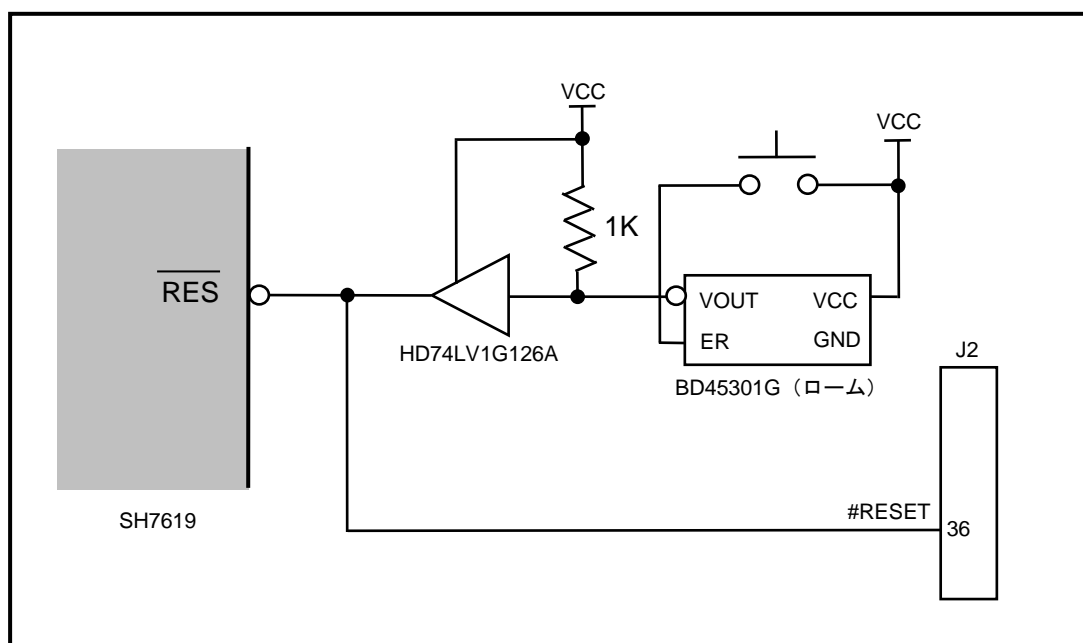 VCC
VCC
1K
RES
VOUT
VCC
ER
GND
HD74LV1G126A
BD45301G（ローム）
J2
SH7619
#RESET
36